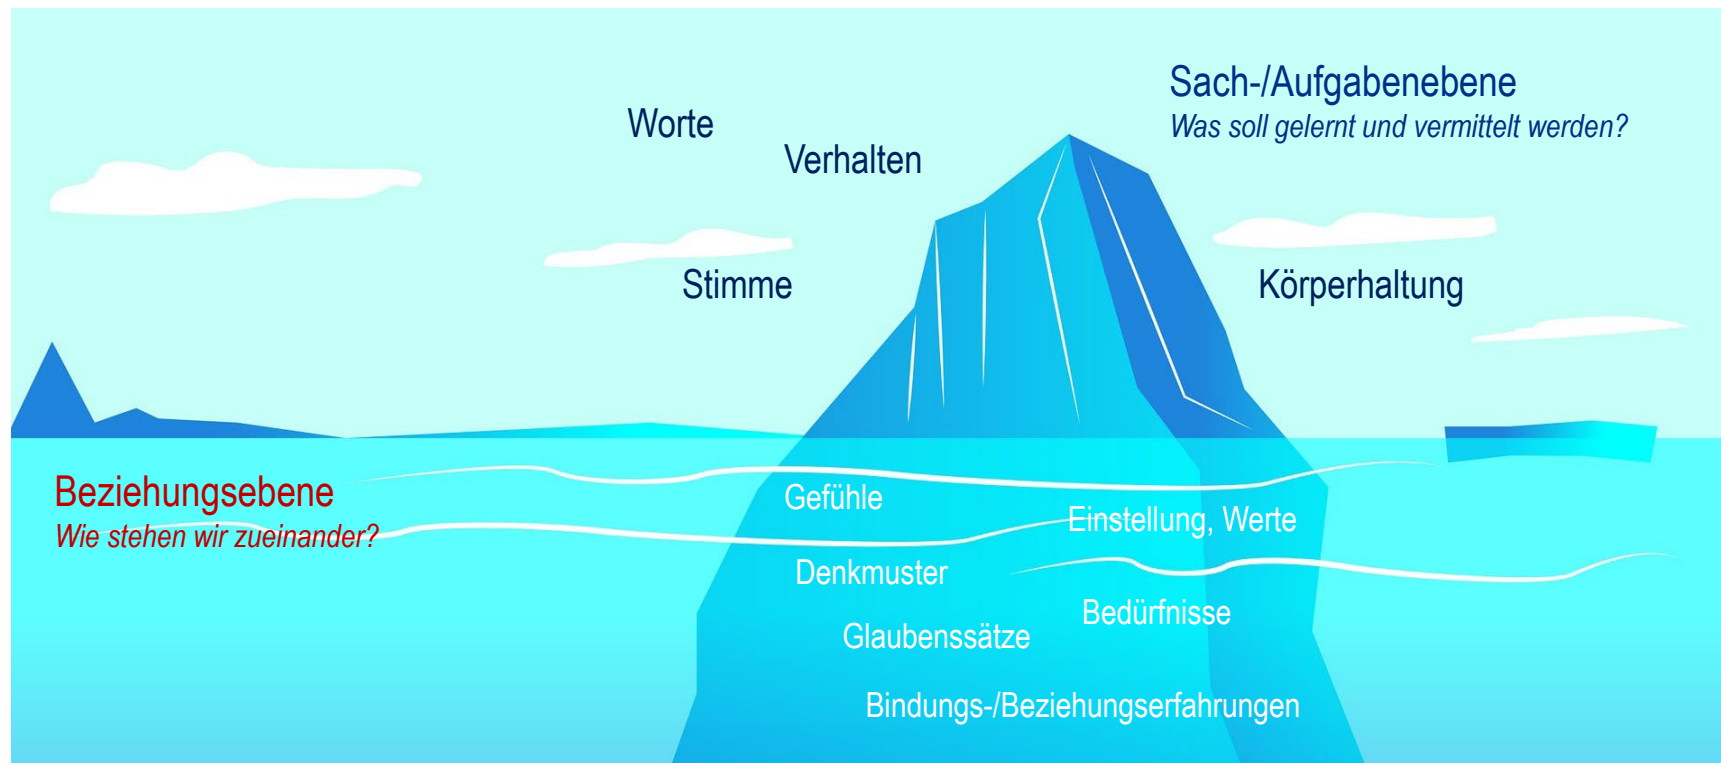 Sach-/Aufgabenebene
Was soll gelernt und vermittelt werden?
Worte
Verhalten
Stimme
Körperhaltung
Beziehungsebene
Wie stehen wir zueinander?
Gefühle
Einstellung, Werte
Denkmuster
Bedürfnisse
Glaubenssätze
Bindungs-/Beziehungserfahrungen